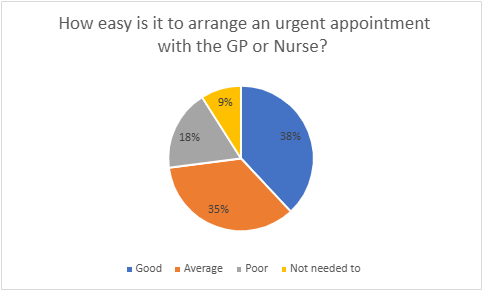 How easy is it to arrange an urgent appointment
with the GP or Nurse?
9%
38%
18%
35%
Good Average Poor Not needed to